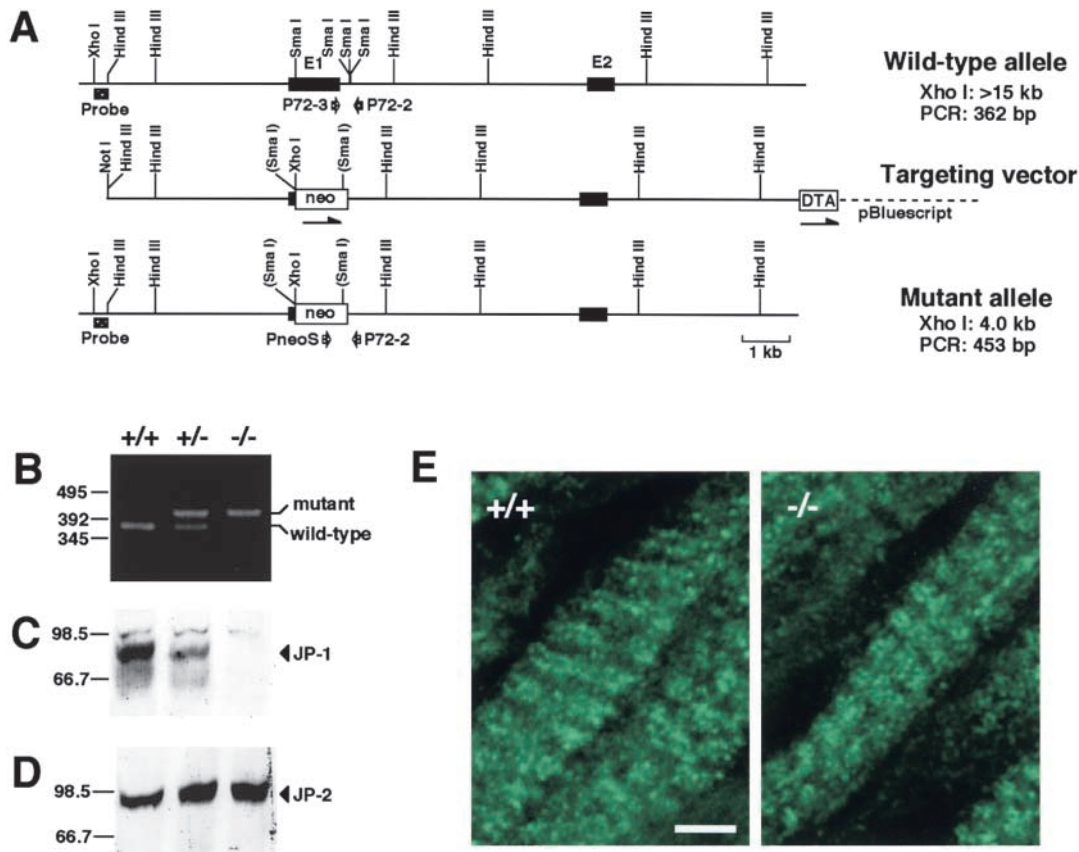 A
Xho I
Hind III
Hind III
Sma I
Sma I
Sma I
Sma I
Hind III
Hind III
Hind III
Hind III
E1
E2
Wild-type allele
Xho I: >15 kb
PCR: 362 bp
Probe
P72-3
P72-2
Not I
Hind III
Hind III
(Sma I)
Xho I
(Sma I)
Hind III
Hind III
Hind III
Hind III
neo
DTA
Targeting vector
pBluescript
Xho I
Hind III
Hind III
(Sma I)
Xho I
(Sma I)
Hind III
Hind III
Hind III
Hind III
neo
Mutant allele
Xho I: 4.0 kb
PCR: 453 bp
Probe
PneoS
P72-2
1 kb
+/+ +/- -/-
B
495
392
345
mutant
wild-type
C
98.5
66.7
JP-1
D
98.5
66.7
JP-2
E
+/+
-/-